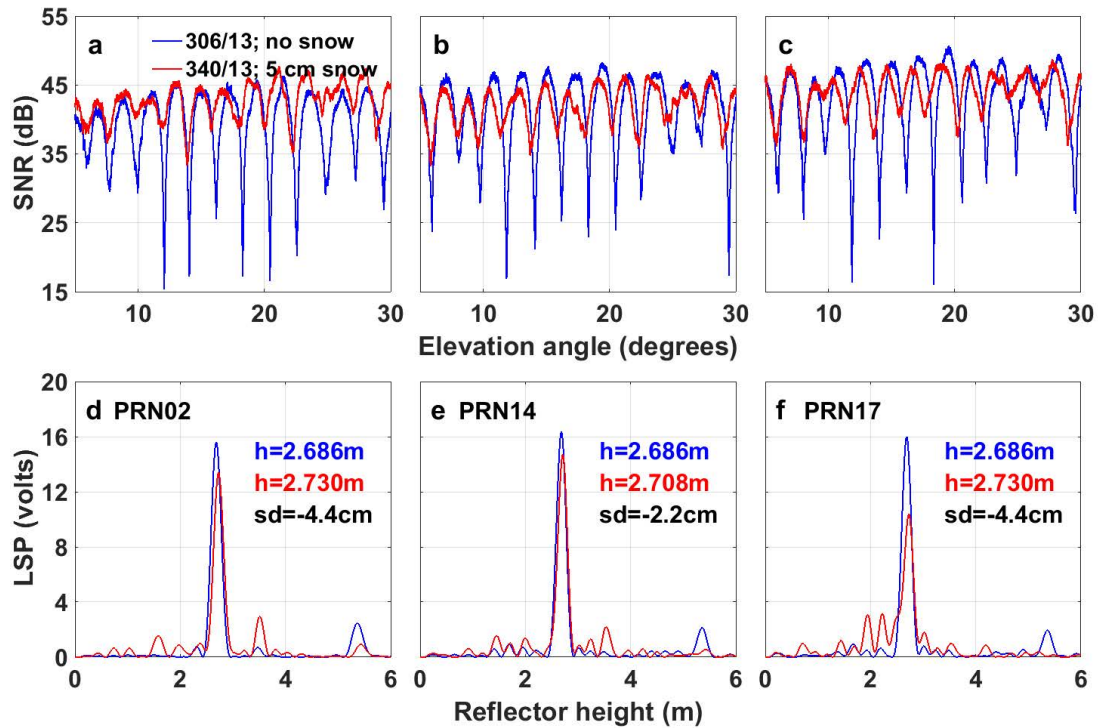 55
45
35
25
15
SNR (dB)
a
306/13; no snow
340/13; 5 cm snow
b
c
10 20 30
10 20 30
10 20 30
Elevation angle (degrees)
20
16
12
8
4
0
LSP (volts)
d PRN02
h=2.686m
h=2.730m
sd=-4.4cm
e PRN14
h=2.686m
h=2.708m
sd=-2.2cm
f PRN17
h=2.686m
h=2.730m
sd=-4.4cm
0 2 4 6
0 2 4 6
0 2 4 6
Reflector height (m)